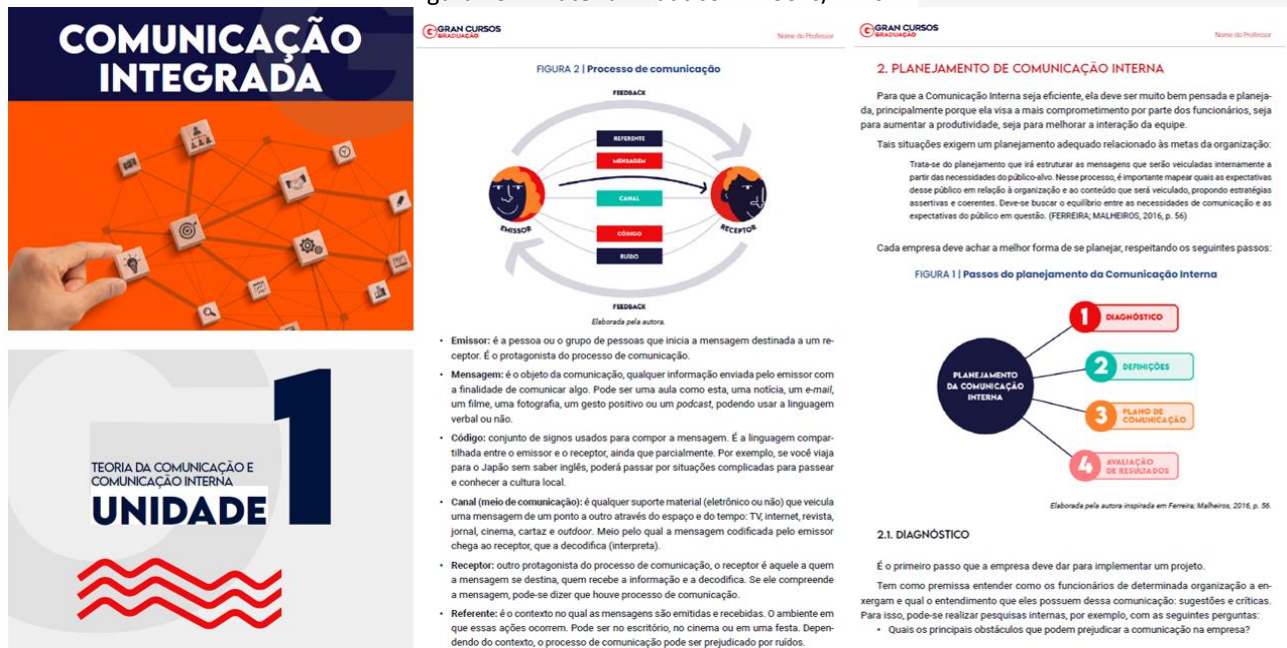 COMUNICAÇÃO
INTEGRADA
TEORIA DA COMUNICAÇÃO E
COMUNICAÇÃO INTERNA
UNIDADE 1
GRAN CURSOS
GRADUAÇÃO
Nome do Professor
FIGURA 2 | Processo de comunicação
FEEDBACK
REFERENTE
MENSAGEM
CANAL
CÓDIGO
RUÍDO
EMISSOR
RECEPTOR
FEEDBACK
Elaborada pela autora.
• Emissor: é a pessoa ou o grupo de pessoas que inicia a mensagem destinada a um re-
ceptor. É o protagonista do processo de comunicação.
• Mensagem: é o objeto da comunicação, qualquer informação enviada pelo emissor com
a finalidade de comunicar algo. Pode ser uma aula como esta, uma notícia, um e-mail,
um filme, uma fotografia, um gesto positivo ou um podcast, podendo usar a linguagem
verbal ou não.
• Código: conjunto de signos usados para compor a mensagem. É a linguagem compar-
tilhada entre o emissor e o receptor, ainda que parcialmente. Por exemplo, se você viaja
para o Japão sem saber inglês, poderá passar por situações complicadas para passear
e conhecer a cultura local.
• Canal (meio de comunicação): é qualquer suporte material (eletrônico ou não) que veicula
uma mensagem de um ponto a outro através do espaço e do tempo: TV, internet, revista,
jornal, cinema, cartaz e outdoor. Meio pelo qual a mensagem codificada pelo emissor
chega ao receptor, que a decodifica (interpreta).
• Receptor: outro protagonista do processo de comunicação, o receptor é aquele a quem
a mensagem se destina, quem recebe a informação e a decodifica. Se ele compreende
a mensagem, pode-se dizer que houve processo de comunicação.
• Referente: é o contexto no qual as mensagens são emitidas e recebidas. O ambiente em
que essas ações ocorrem. Pode ser no escritório, no cinema ou em uma festa. Depen-
dendo do contexto, o processo de comunicação pode ser prejudicado por ruídos.
GRAN CURSOS
GRADUAÇÃO
Nome do Professor
2. PLANEJAMENTO DE COMUNICAÇÃO INTERNA
Para que a Comunicação Interna seja eficiente, ela deve ser muito bem pensada e planeja-
da, principalmente porque ela visa a mais comprometimento por parte dos funcionários, seja
para aumentar a produtividade, seja para melhorar a interação da equipe.
Tais situações exigem um planejamento adequado relacionado às metas da organização:
Trata-se do planejamento que irá estruturar as mensagens que serão veiculadas internamente a
partir das necessidades do público-alvo. Nesse processo, é importante mapear quais as expectativas
desse público em relação à organização e ao conteúdo que será veiculado, propondo estratégias
assertivas e coerentes. Deve-se buscar o equilíbrio entre as necessidades de comunicação e as
expectativas do público em questão. (FERREIRA; MALHEIROS, 2016, p. 56)
Cada empresa deve achar a melhor forma de se planejar, respeitando os seguintes passos:
FIGURA 1 | Passos do planejamento da Comunicação Interna
PLANEJAMENTO
DA COMUNICAÇÃO
INTERNA
1 DIAGNÓSTICO
2 DEFINIÇÕES
3 PLANO DE
COMUNICAÇÃO
4 AVALIAÇÃO
DE RESULTADOS
Elaborada pela autora inspirada em Ferreira; Malheiros, 2016, p. 56.
2.1. DIAGNÓSTICO
É o primeiro passo que a empresa deve dar para implementar um projeto.
Tem como premissa entender como os funcionários de determinada organização a en-
xergam e qual o entendimento que eles possuem dessa comunicação: sugestões e críticas.
Para isso, pode-se realizar pesquisas internas, por exemplo, com as seguintes perguntas:
• Quais os principais obstáculos que podem prejudicar a comunicação na empresa?